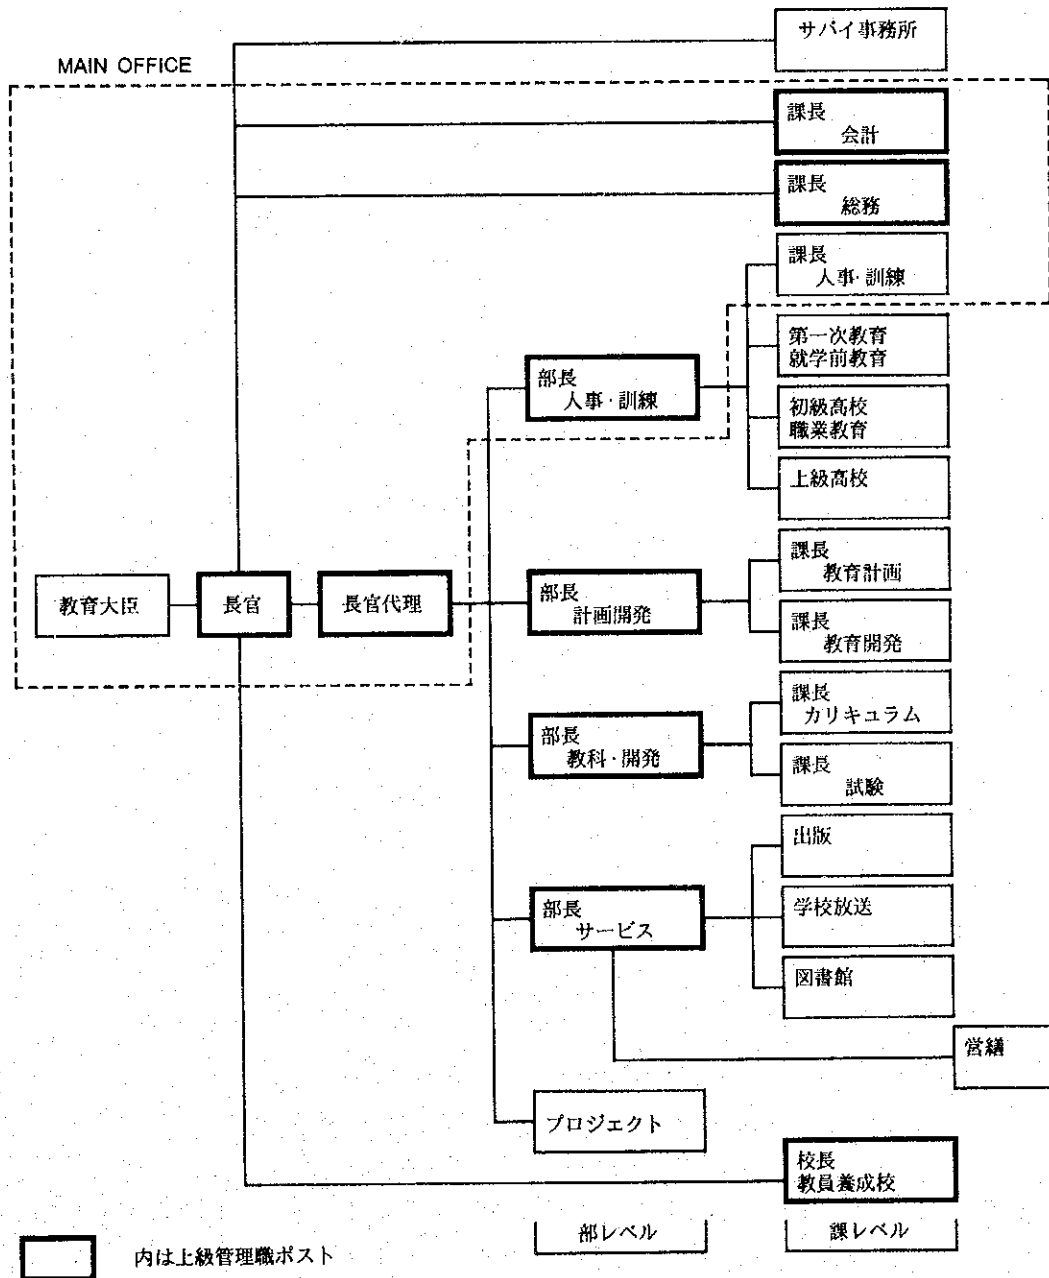 サバイ事務所
MAIN OFFICE
課長
会計
課長
総務
課長
人事・訓練
第一次教育
就学前教育
部長
人事・訓練
初級高校
職業教育
上級高校
教育大臣
長官
長官代理
部長
計画開発
課長
教育計画
課長
教育開発
部長
教科・開発
課長
カリキュラム
課長
試験
部長
サービス
出版
学校放送
図書館
営繕
プロジェクト
校長
教員養成校
部レベル
課レベル
内は上級管理職ポスト